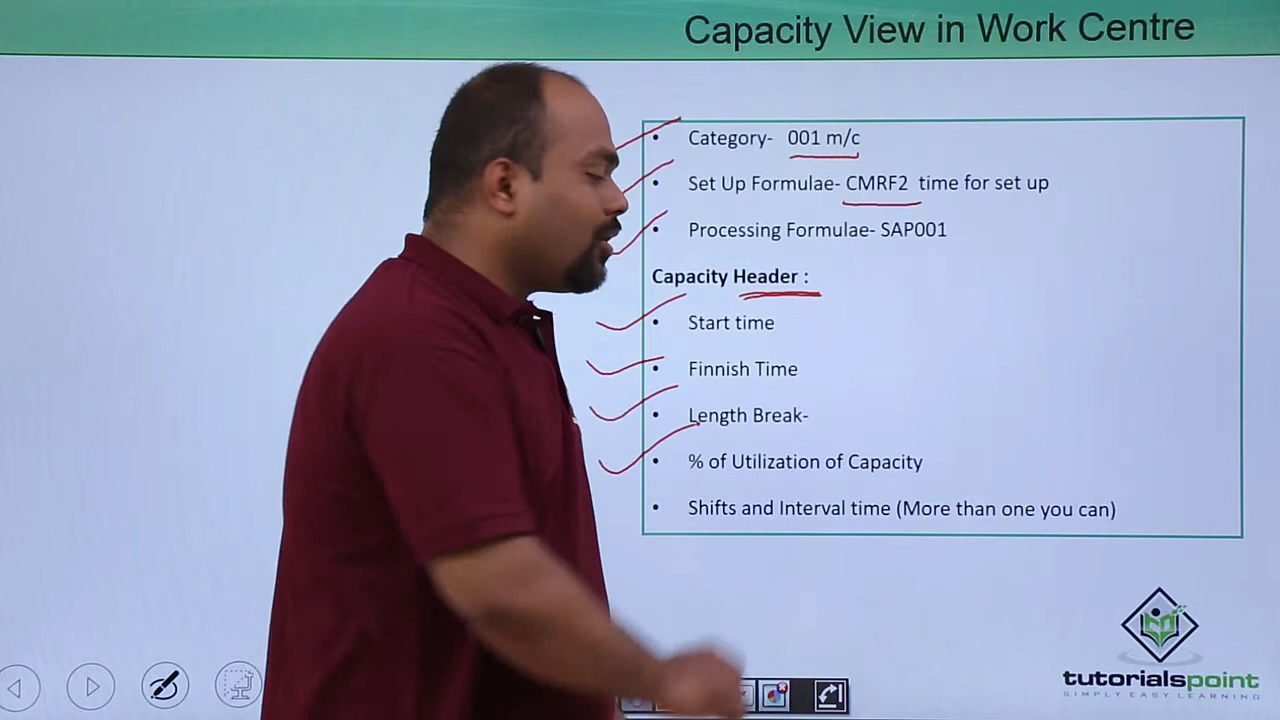 Capacity View in Work Centre
• Category- 001 m/c
• Set Up Formulae- CMRF2 time for set up
• Processing Formulae- SAP001
Capacity Header :
• Start time
• Finnish Time
• Length Break-
• % of Utilization of Capacity
• Shifts and Interval time (More than one you can)
tutorialspoint
SIMPLY EASY LEARNING